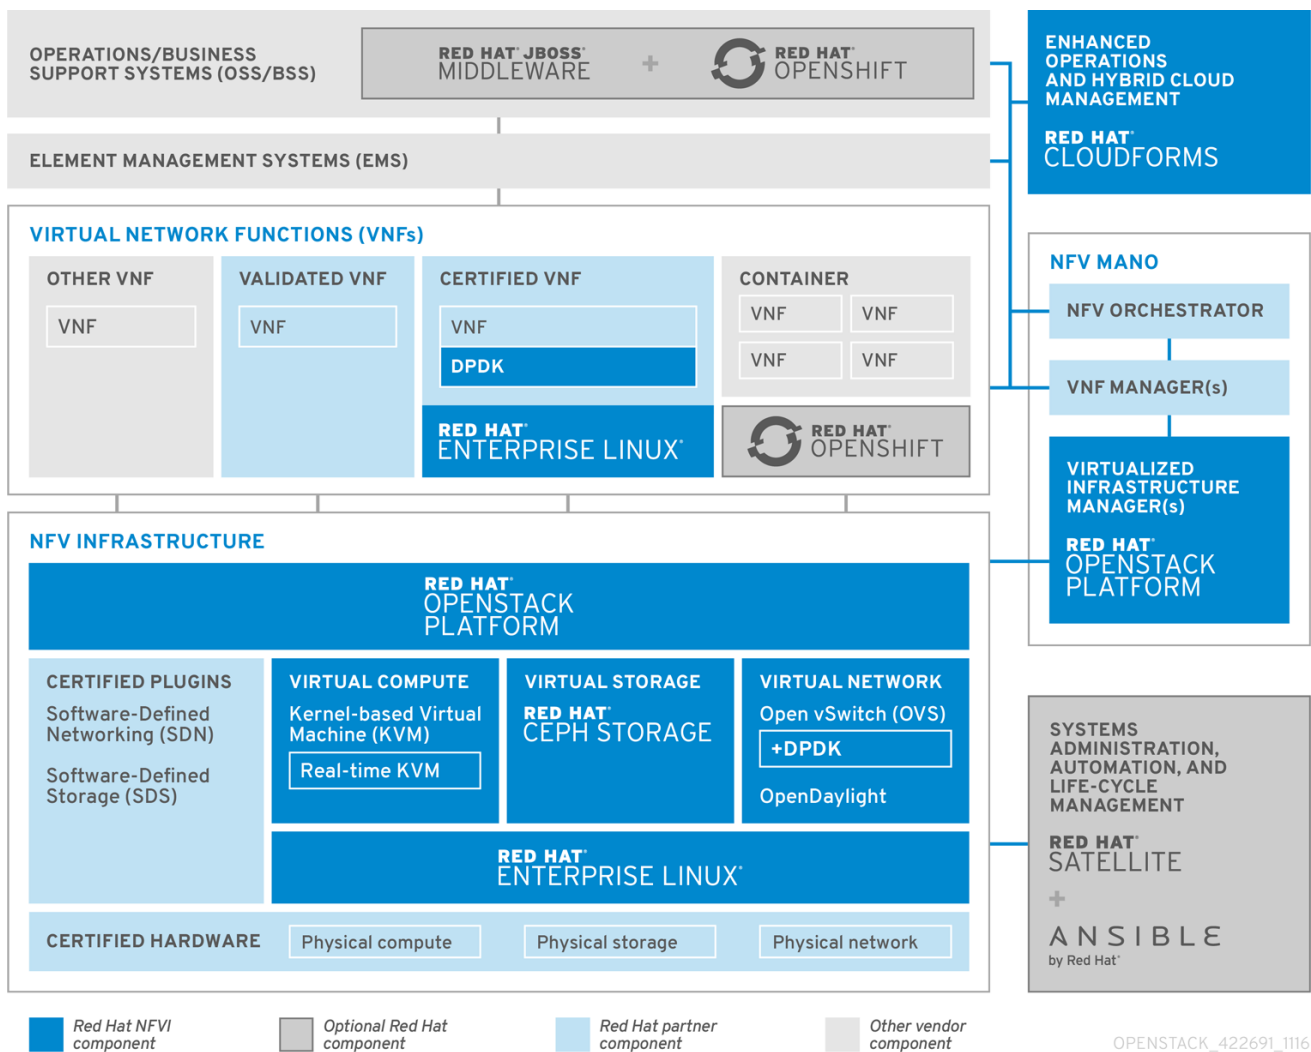 OPERATIONS/BUSINESS
SUPPORT SYSTEMS (OSS/BSS)
RED HAT® JBOSS®
MIDDLEWARE
+
RED HAT®
OPENSHIFT
ENHANCED
OPERATIONS
AND HYBRID CLOUD
MANAGEMENT
RED HAT®
CLOUDFORMS
ELEMENT MANAGEMENT SYSTEMS (EMS)
VIRTUAL NETWORK FUNCTIONS (VNFs)
OTHER VNF
VNF
VALIDATED VNF
VNF
CERTIFIED VNF
VNF
DPDK
RED HAT®
ENTERPRISE LINUX®
CONTAINER
VNF
VNF
VNF
VNF
RED HAT®
OPENSHIFT
NFV MANO
NFV ORCHESTRATOR
VNF MANAGER(s)
VIRTUALIZED
INFRASTRUCTURE
MANAGER(s)
RED HAT®
OPENSTACK
PLATFORM
NFV INFRASTRUCTURE
RED HAT®
OPENSTACK
PLATFORM
CERTIFIED PLUGINS
Software-Defined
Networking (SDN)
Software-Defined
Storage (SDS)
VIRTUAL COMPUTE
Kernel-based Virtual
Machine (KVM)
Real-time KVM
VIRTUAL STORAGE
RED HAT®
CEPH STORAGE
VIRTUAL NETWORK
Open vSwitch (OVS)
+DPDK
OpenDaylight
RED HAT®
ENTERPRISE LINUX®
CERTIFIED HARDWARE
Physical compute
Physical storage
Physical network
SYSTEMS
ADMINISTRATION,
AUTOMATION, AND
LIFE-CYCLE
MANAGEMENT
RED HAT®
SATELLITE
+
ANSIBLE
by Red Hat®
Red Hat NFVI
component
Optional Red Hat
component
Red Hat partner
component
Other vendor
component
OPENSTACK_422691_1116